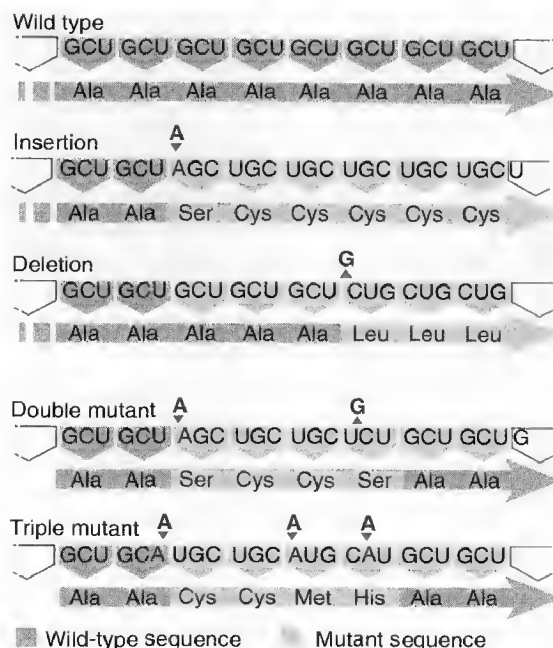 Wild type
GCU GCU GCU GCU GCU GCU GCU GCU
Ala Ala Ala Ala Ala Ala Ala Ala
A
Insertion
GCU GCU AGC UGC UGC UGC UGC UGC U
Ala Ala Ser Cys Cys Cys Cys Cys
G
Deletion
GCU GCU GCU GCU GCU CUG CUG CUG
Ala Ala Ala Ala Ala Leu Leu Leu
Double mutant A G
GCU GCU AGC UGC UGC UCU GCU GCU G
Ala Ala Ser Cys Cys Ser Ala Ala
Triple mutant A A A
GCU GCA UGC UGC AUG CAU GCU GCU
Ala Ala Cys Cys Met His Ala Ala
Wild-type sequence Mutant sequence